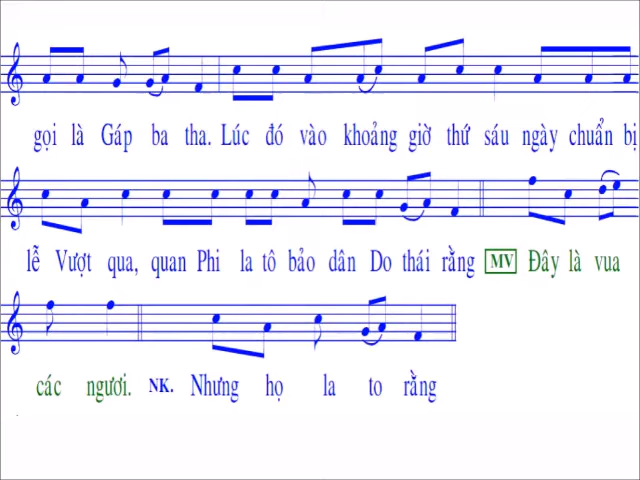 gọi là Gáp ba tha. Lúc đó vào khoảng giờ thứ sáu ngày chuẩn bị
lễ Vượt qua, quan Phi la tô bảo dân Do thái rằng MV Đây là vua
các ngươi. NK. Nhưng họ la to rằng